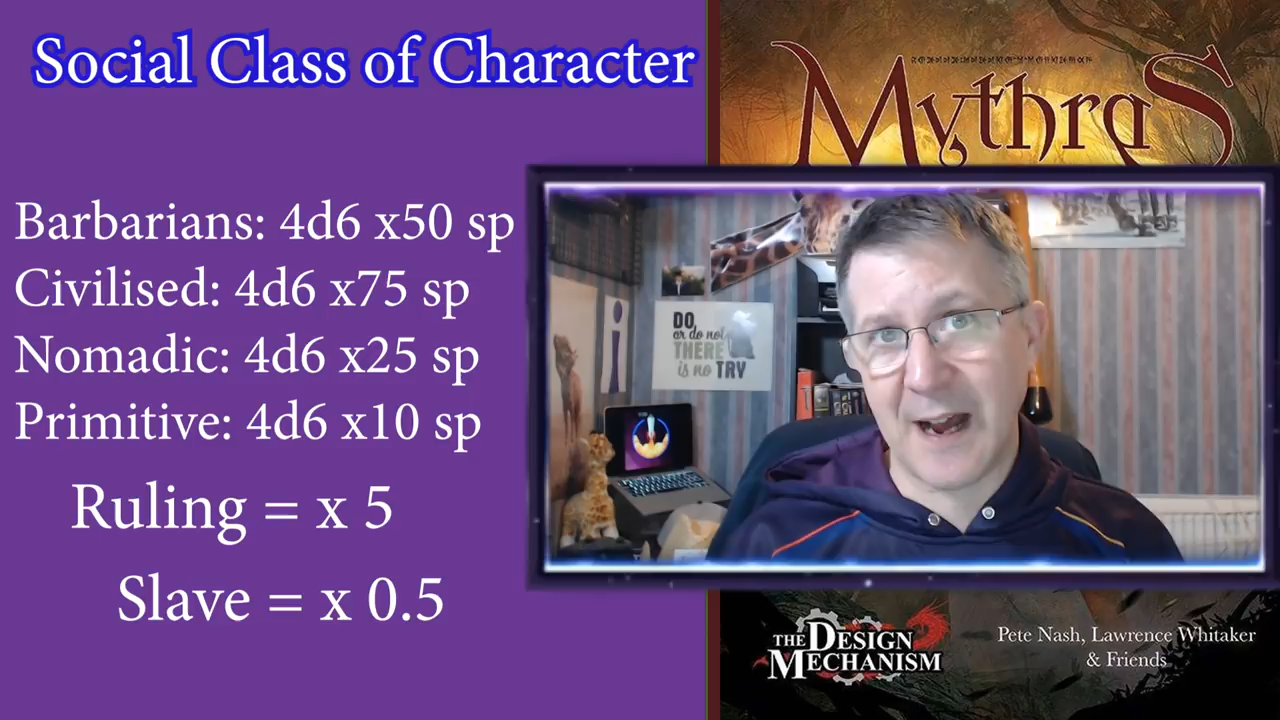 Social Class of Character
Barbarians: 4d6 x50 sp
Civilised: 4d6 x75 sp
Nomadic: 4d6 x25 sp
Primitive: 4d6 x10 sp
Ruling = x 5
Slave = x 0.5
Mythras
DO,
or do not
THERE
is no TRY
i
THE DESIGN
MECHANISM
Pete Nash, Lawrence Whitaker
& Friends